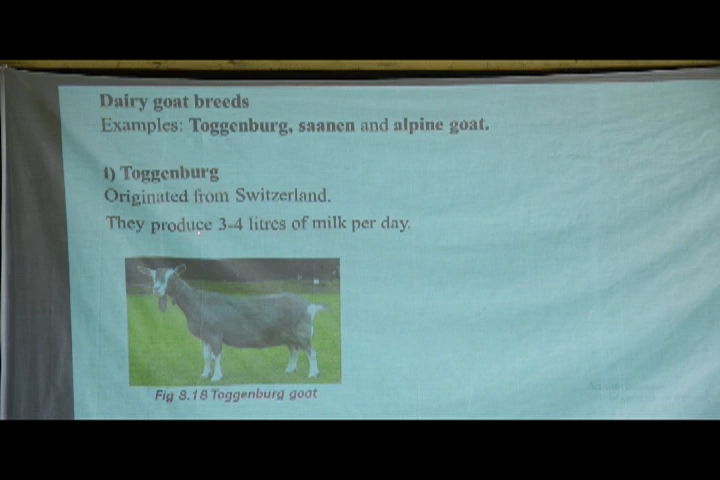 Dairy goat breeds
Examples: Toggenburg, saanen and alpine goat.
i) Toggenburg
Originated from Switzerland.
They produce 3-4 litres of milk per day.
Fig 8.18 Toggenburg goat